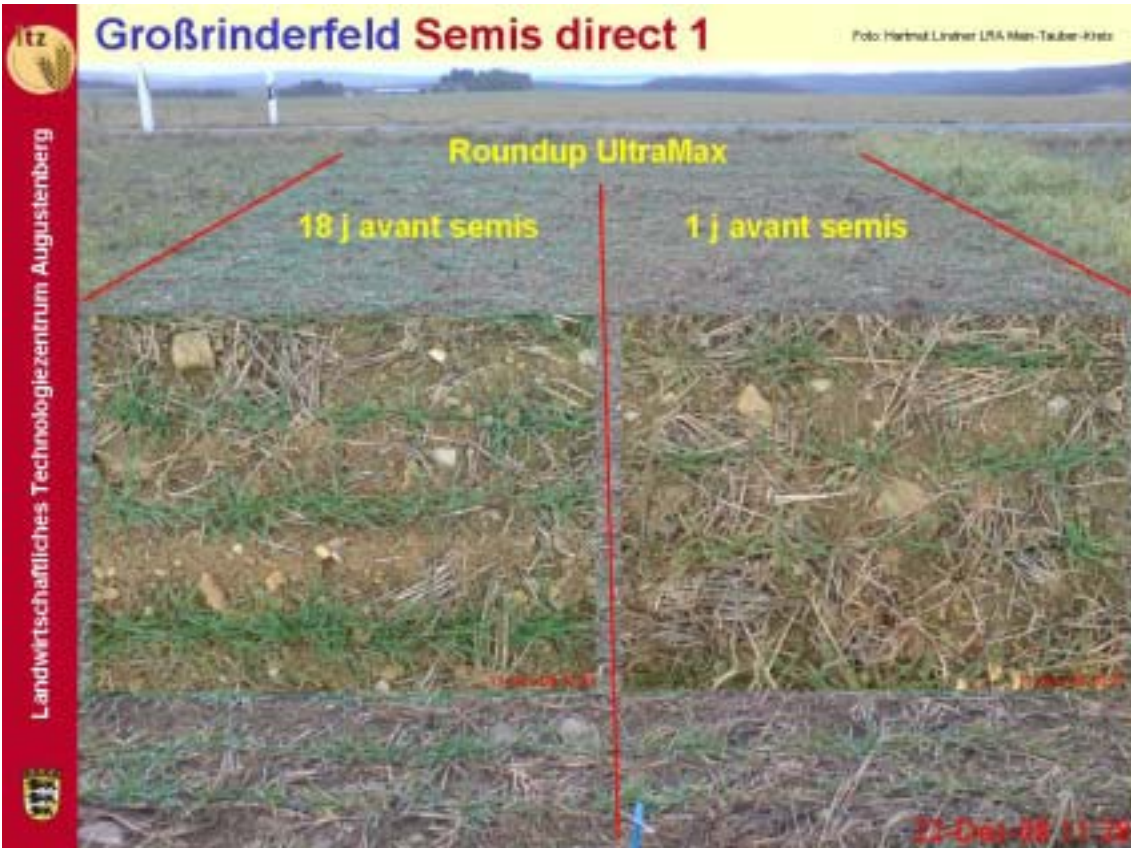 ltz
Großrinderfeld Semis direct 1
Foto: Hartmut Lindner LRA Main-Tauber-Kreis
Landwirtschaftliches Technologiezentrum Augustenberg
Roundup UltraMax
18 j avant semis
1 j avant semis